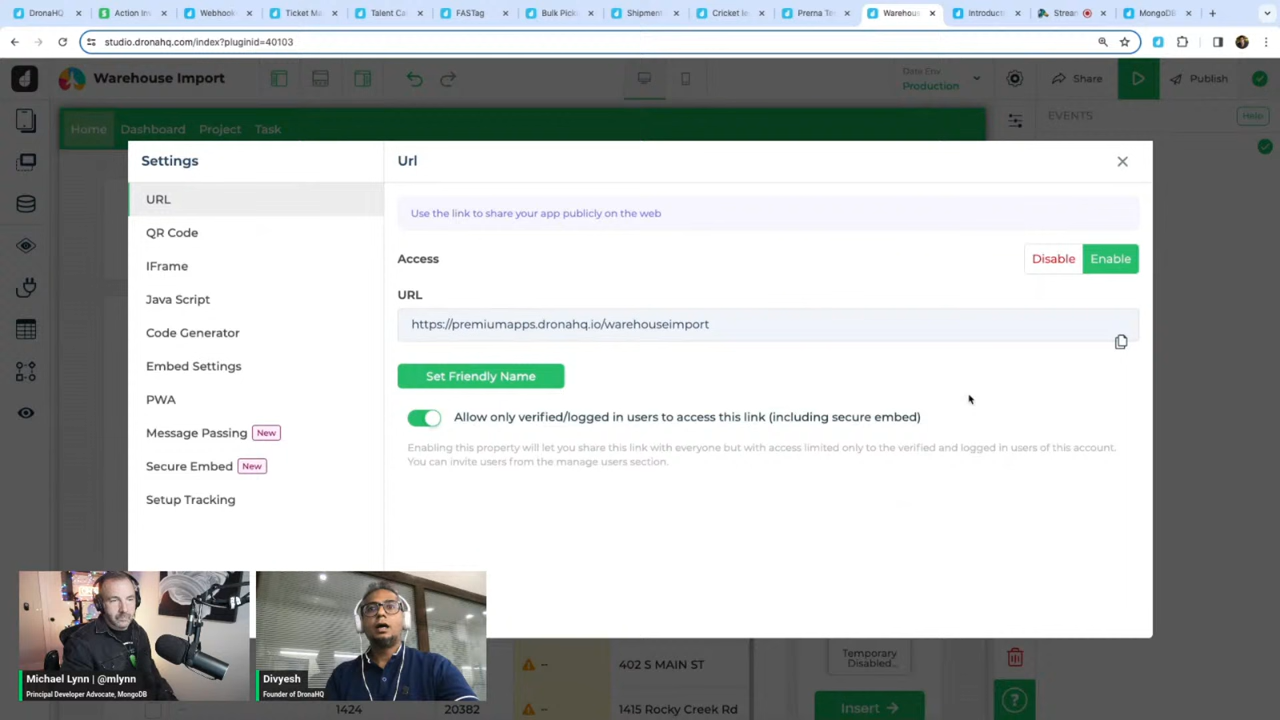 DronaHQ
Action In
Webhook
Ticket Ma
Talent Ca
FASTag
Bulk Pick
Shipment
Cricket le
Prerna Ta
Warehous
Introducti
Stream
MongoDB
studio.dronahq.com/index?pluginid=40103
Warehouse Import
Data Env
Production
Share
Publish
Home Dashboard Project Task
EVENTS
Help
Settings
URL
QR Code
IFrame
Java Script
Code Generator
Embed Settings
PWA
Message Passing New
Secure Embed New
Setup Tracking
Url
Use the link to share your app publicly on the web
Access
Disable Enable
URL
https://premiumapps.dronahq.io/warehouseimport
Set Friendly Name
Allow only verified/logged in users to access this link (including secure embed)
Enabling this property will let you share this link with everyone but with access limited only to the verified and logged in users of this account.
You can invite users from the manage users section.
-- 402 S MAIN ST
1424 20382 -- 1415 Rocky Creek Rd
Temporary
Disabled...
Insert
Michael Lynn | @mlynn
Principal Developer Advocate, MongoDB
Divyesh
Founder of DronaHQ